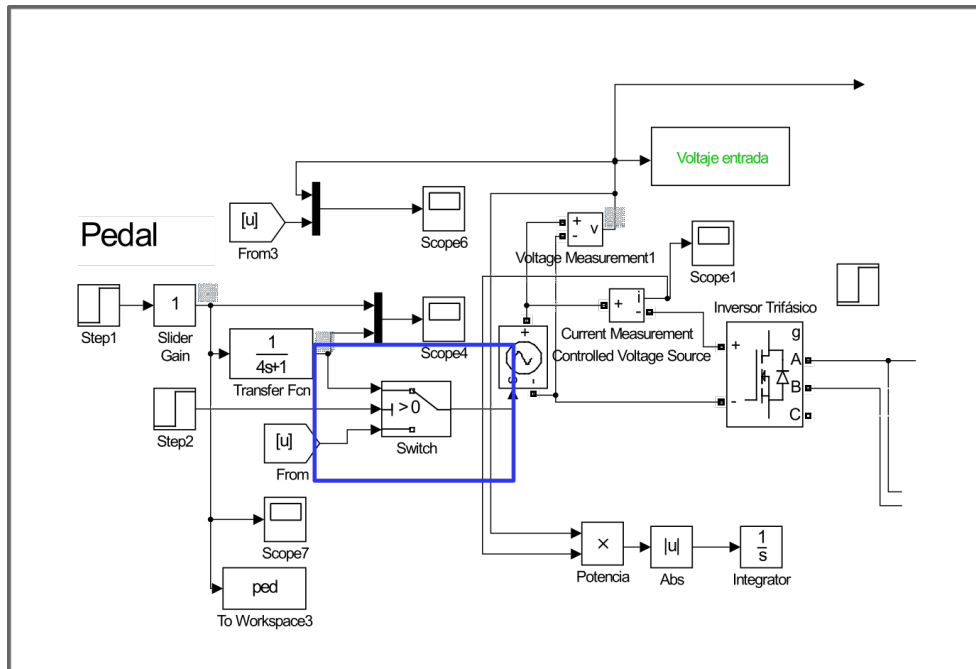 Voltaje entrada
[u]
From3
Scope6
+
-
v
Voltage Measurement1
Scope1
Pedal
Step1
1
Slider
Gain
Scope4
+
-
i
Current Measurement
Controlled Voltage Source
Inversor Trifásico
g
+
-
A
B
C
1
4s+1
Transfer Fcn
+
s
-
Step2
>0
Switch
[u]
From
Scope7
ped
To Workspace3
×
Potencia
|u|
Abs
1
s
Integrator